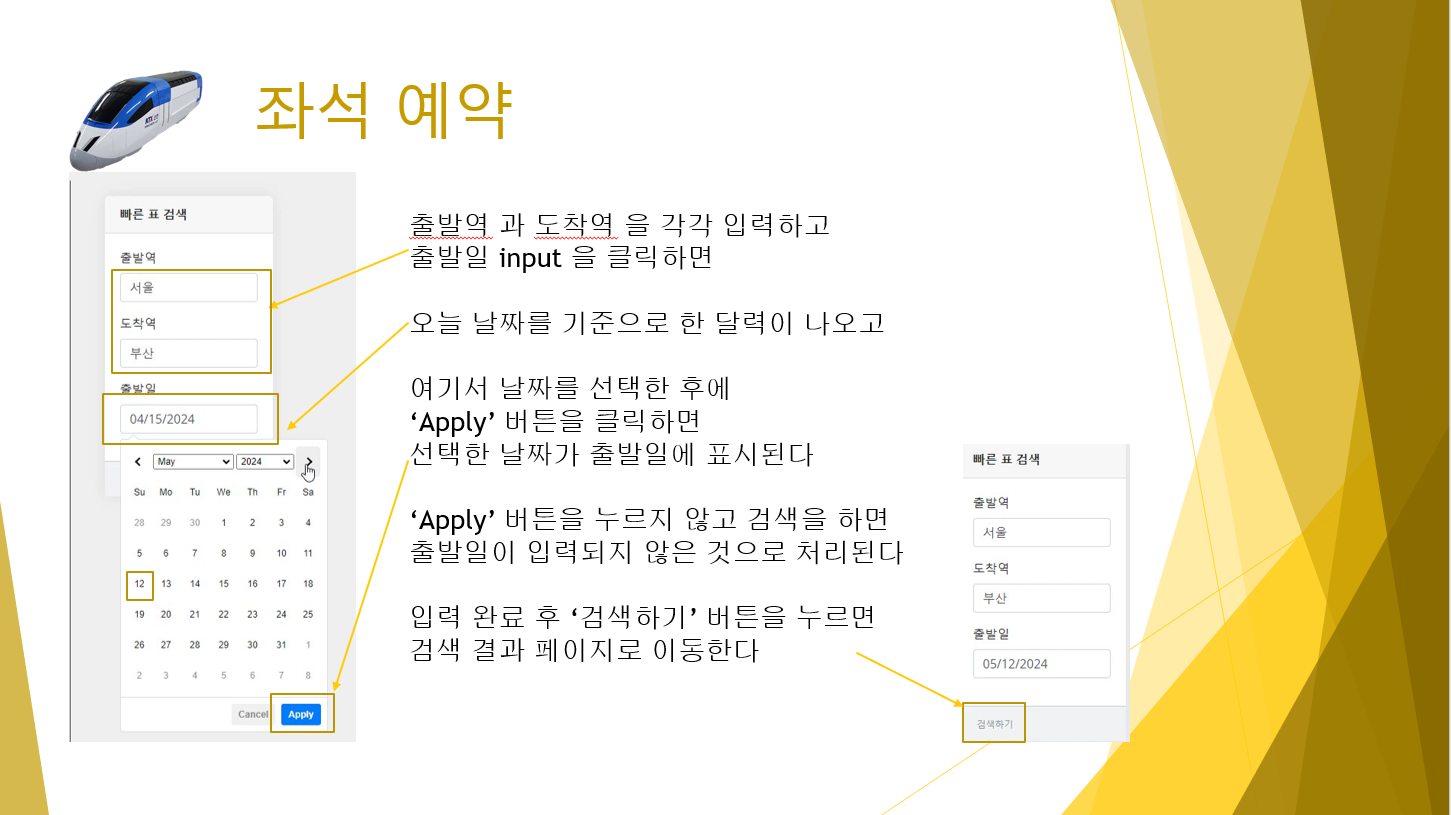 좌석 예약
빠른 표 검색
출발역
서울
도착역
부산
출발일
04/15/2024
May 2024
Su Mo Tu We Th Fr Sa
28 29 30 1 2 3 4
5 6 7 8 9 10 11
12 13 14 15 16 17 18
19 20 21 22 23 24 25
26 27 28 29 30 31 1
2 3 4 5 6 7 8
Cancel Apply
출발역 과 도착역 을 각각 입력하고
출발일 input 을 클릭하면
오늘 날짜를 기준으로 한 달력이 나오고
여기서 날짜를 선택한 후에
‘Apply’ 버튼을 클릭하면
선택한 날짜가 출발일에 표시된다
‘Apply’ 버튼을 누르지 않고 검색을 하면
출발일이 입력되지 않은 것으로 처리된다
입력 완료 후 ‘검색하기’ 버튼을 누르면
검색 결과 페이지로 이동한다
빠른 표 검색
출발역
서울
도착역
부산
출발일
05/12/2024
검색하기